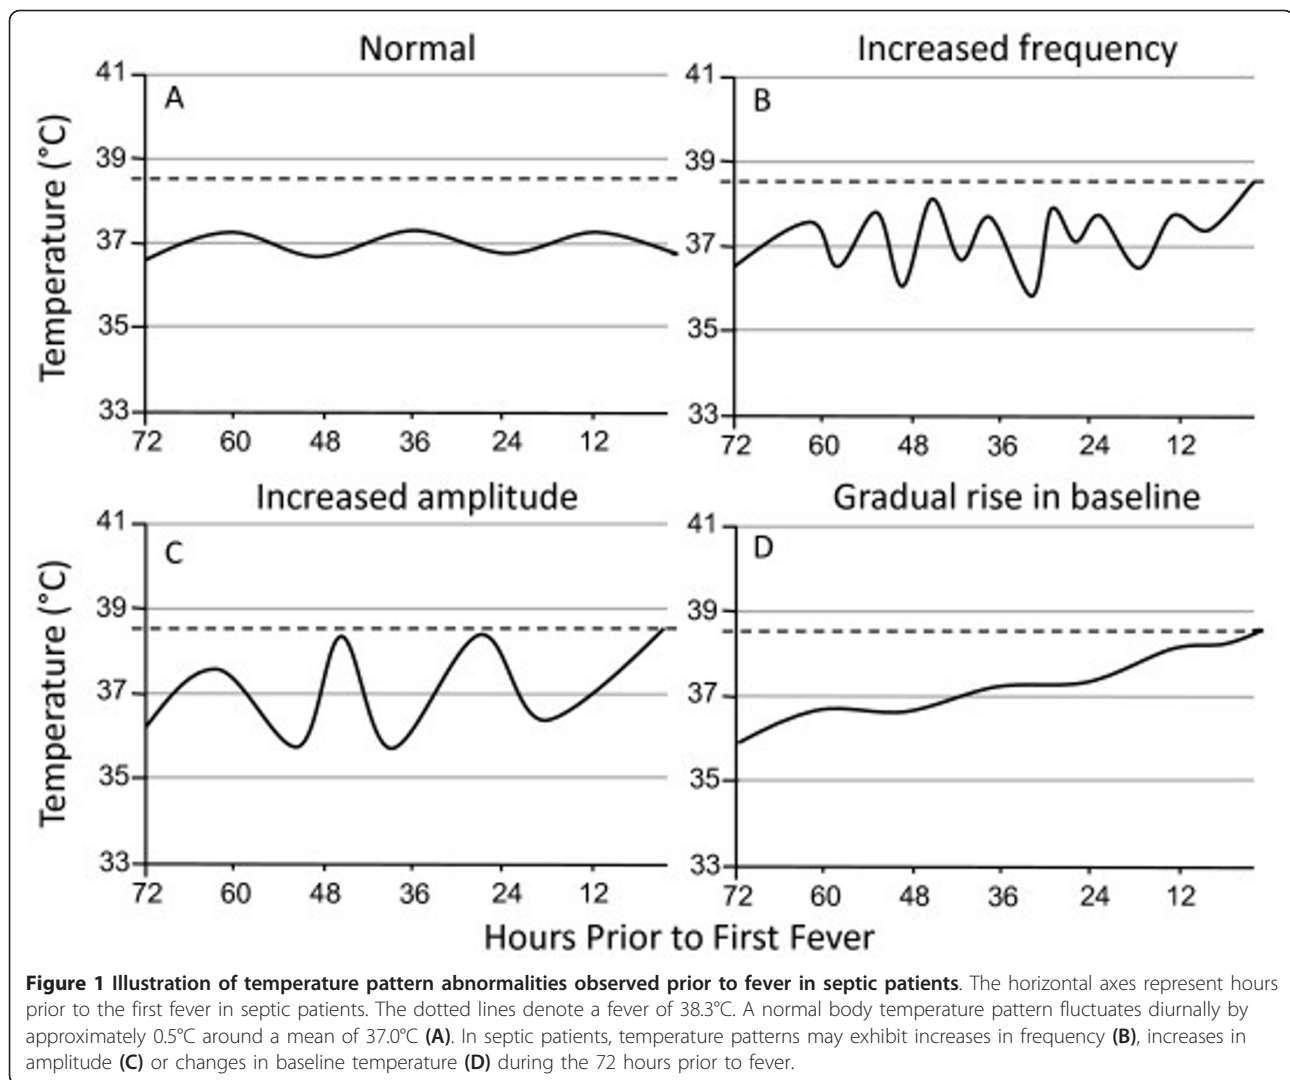 Normal
A
Temperature (°C)
41
39
37
35
33
72 60 48 36 24 12
Increased frequency
B
41
39
37
35
33
72 60 48 36 24 12
Increased amplitude
C
Temperature (°C)
41
39
37
35
33
72 60 48 36 24 12
Gradual rise in baseline
D
41
39
37
35
33
72 60 48 36 24 12
Hours Prior to First Fever
Figure 1 Illustration of temperature pattern abnormalities observed prior to fever in septic patients. The horizontal axes represent hours
prior to the first fever in septic patients. The dotted lines denote a fever of 38.3°C. A normal body temperature pattern fluctuates diurnally by
approximately 0.5°C around a mean of 37.0°C (A). In septic patients, temperature patterns may exhibit increases in frequency (B), increases in
amplitude (C) or changes in baseline temperature (D) during the 72 hours prior to fever.